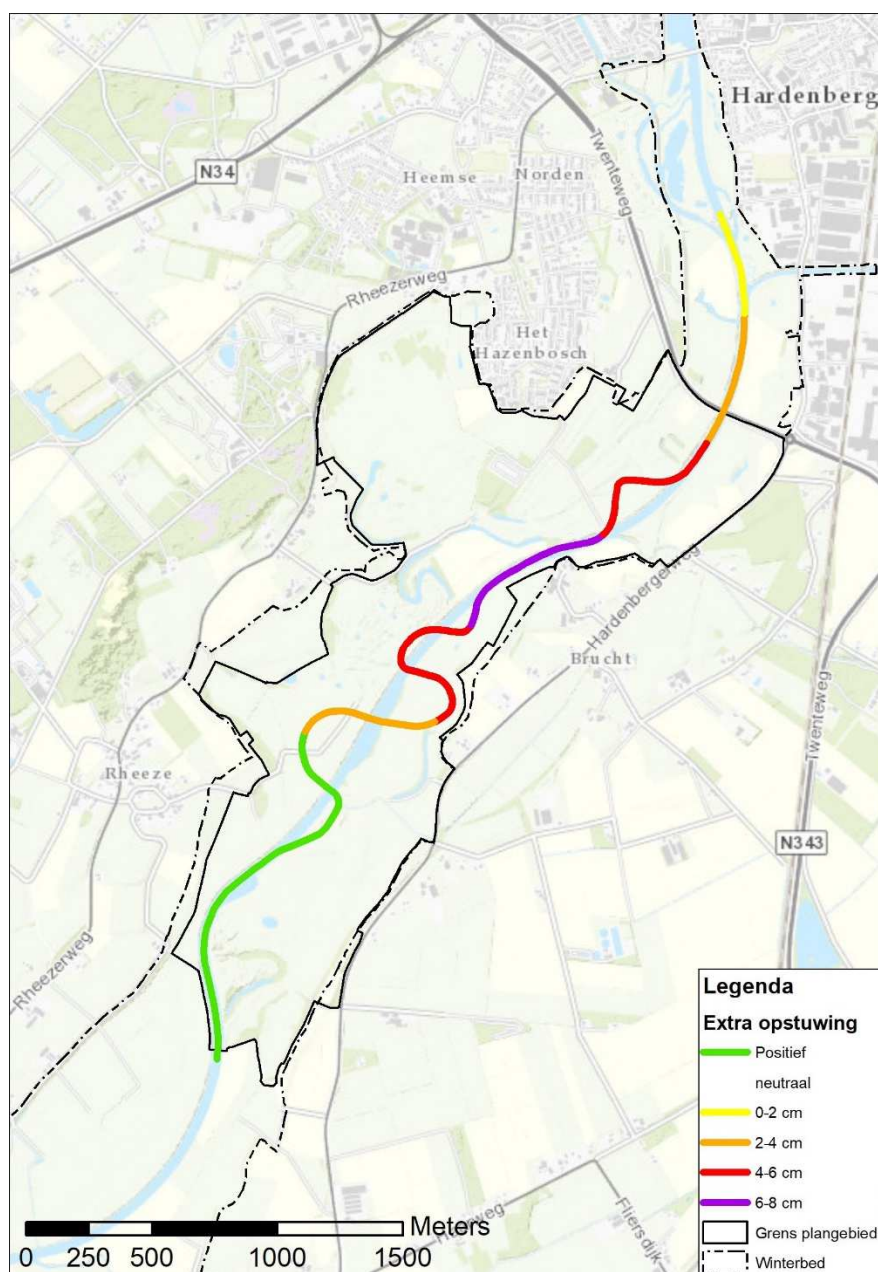 Hardenberg
N34
Heemse
Norden
Twenteweg
Rheezerweg
Het
Hazenbosch
Hardenbergerweg
Brucht
Twenteweg
Rheeze
N343
Rheezerweg
Legenda
Extra opstuwing
Positief
neutraal
0-2 cm
2-4 cm
4-6 cm
6-8 cm
Grens plangebied
Winterbed
Meters
0 250 500 1000 1500
Fliersdijk